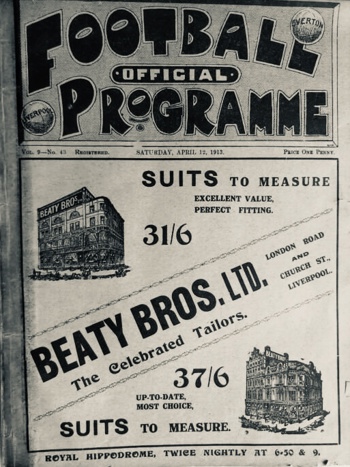 FOOTBALL
EVERTON
OFFICIAL
LIVERPOOL
PROGRAMME
Vol. 9—No. 43 Registered. SATURDAY, APRIL 12, 1913. Price One Penny.
SUITS TO MEASURE
EXCELLENT VALUE,
PERFECT FITTING.
BEATY BROS. LTD.
31/6
LONDON ROAD
AND
CHURCH ST.,
LIVERPOOL.
BEATY BROS. LTD.
The Celebrated Tailors.
37/6
UP-TO-DATE,
MOST CHOICE,
SUITS TO MEASURE.
ROYAL HIPPODROME, TWICE NIGHTLY AT 6·50 & 9.